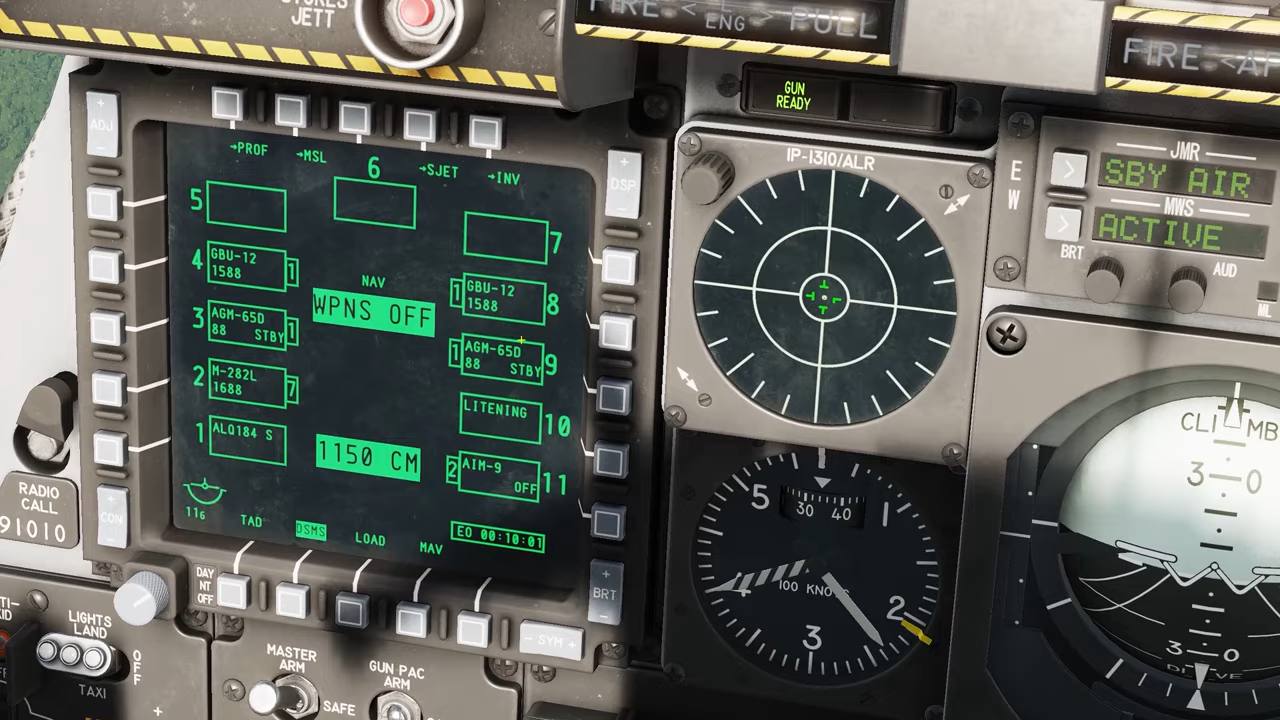 JETT
FIRE < L > PULL
ENG
FIRE <
ADJ
DSP
→PROF
→MSL
6
→SJET
→INV
5
7
4
GBU-12
1588
1
NAV
WPNS OFF
1
GBU-12
1588
8
3
AGM-65D
88 STBY
1
1
AGM-65D
88 STBY
9
2
M-282L
1688
7
LITENING
10
1
ALQ184 S
1150 CM
2
AIM-9
OFF
11
116
TAD
DSMS
LOAD
MAV
EO 00:10:01
CON
BRT
SYM
DAY
NT
OFF
RADIO
CALL
91010
LIGHTS
LAND
TAXI
OFF
MASTER
ARM
SAFE
GUN PAC
ARM
GUN
READY
IP-1310/ALR
5
30 40
1
100 KNOTS
2
3
EW
JMR
SBY AIR
MWS
ACTIVE
BRT
AUD
ML
CLIMB
3 0
3 0
DIVE